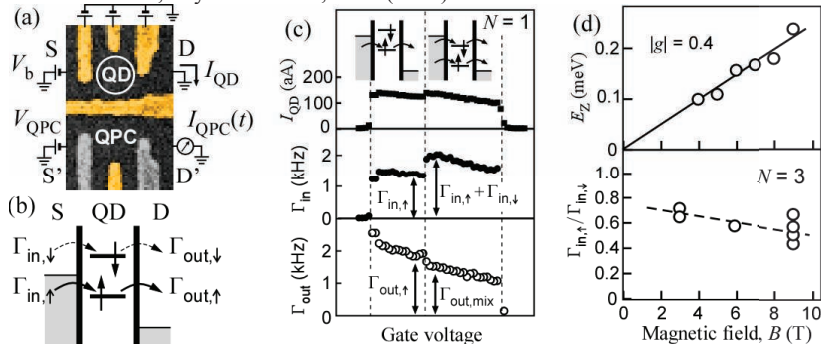 (a)
S
D
V_b
QD
I_QD
V_QPC
QPC
I_QPC(t)
S'
D'
(b)
S QD D
Γ_in,↓
Γ_out,↓
Γ_in,↑
Γ_out,↑
(c)
N = 1
I_QD (aA)
200
100
0
Γ_in (kHz)
2
1
0
Γ_in,↑
Γ_in,↑ + Γ_in,↓
Γ_out (kHz)
2
1
0
Γ_out,↑
Γ_out,mix
Gate voltage
(d)
E_Z (meV)
0.2
0.1
0
|g| = 0.4
Γ_in,↑/Γ_in,↓
N = 3
1
0.8
0.6
0.4
0.2
0
0 2 4 6 8 10
Magnetic field, B (T)